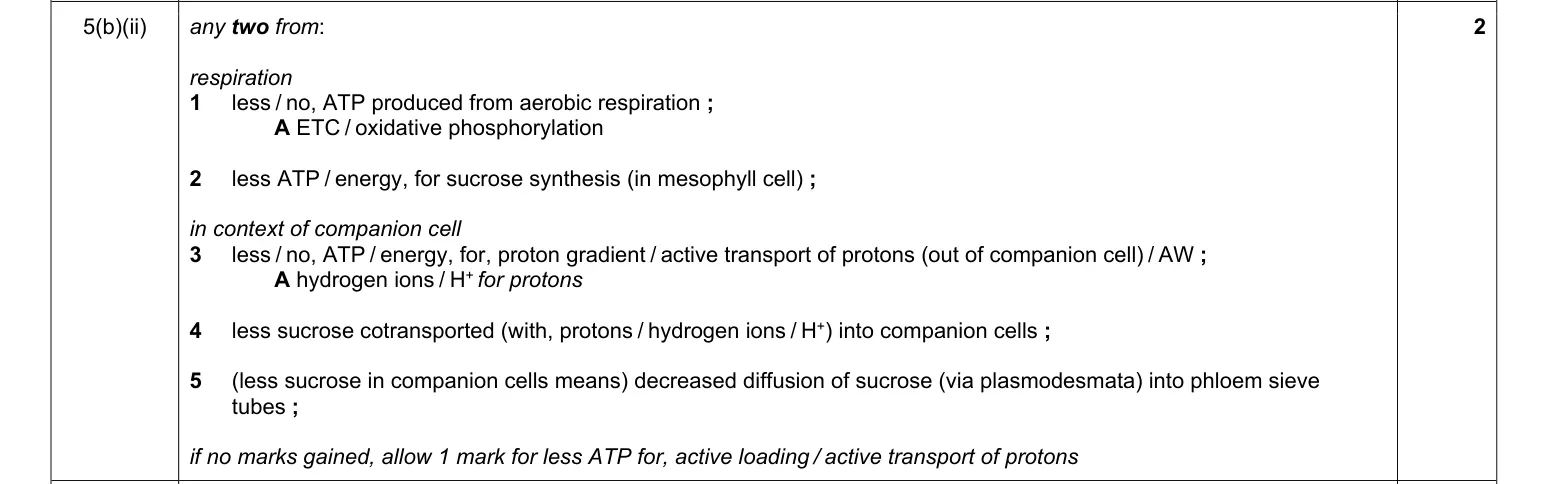 5(b)(ii) any two from: 2
respiration
1 less / no, ATP produced from aerobic respiration ;
A ETC / oxidative phosphorylation
2 less ATP / energy, for sucrose synthesis (in mesophyll cell) ;
in context of companion cell
3 less / no, ATP / energy, for, proton gradient / active transport of protons (out of companion cell) / AW ;
A hydrogen ions / H⁺ for protons
4 less sucrose cotransported (with, protons / hydrogen ions / H⁺) into companion cells ;
5 (less sucrose in companion cells means) decreased diffusion of sucrose (via plasmodesmata) into phloem sieve
tubes ;
if no marks gained, allow 1 mark for less ATP for, active loading / active transport of protons